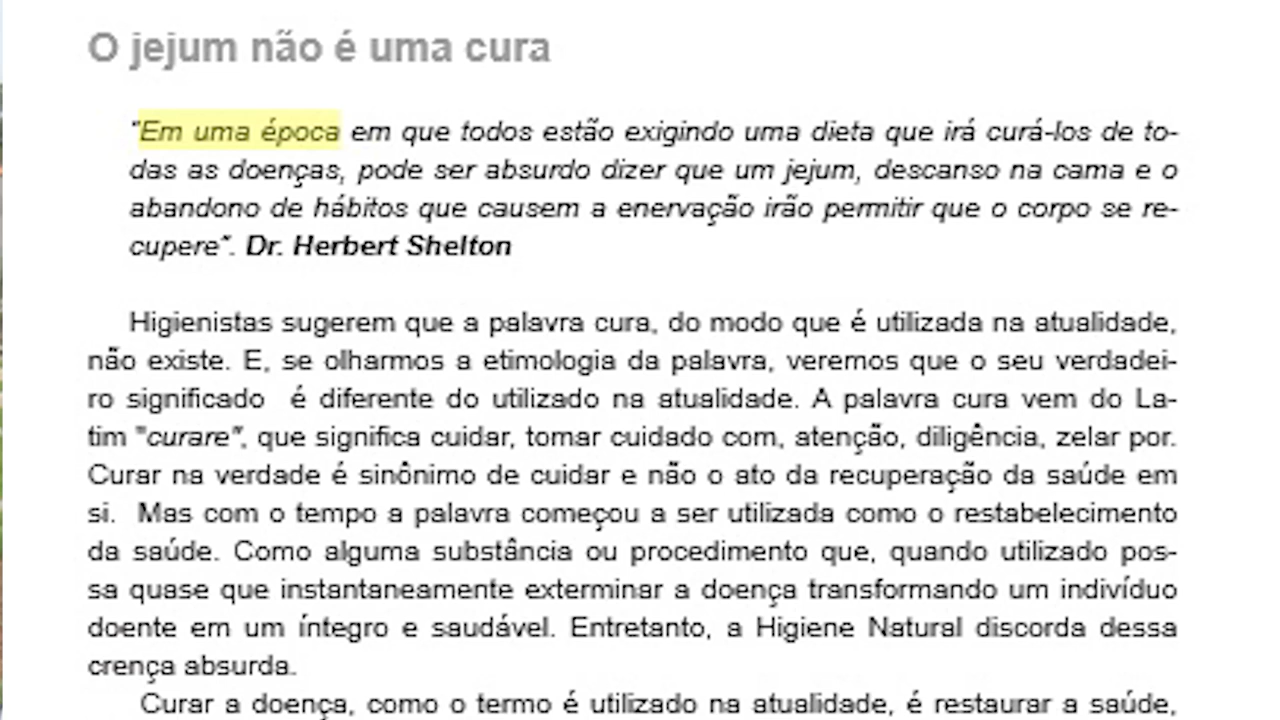 O jejum não é uma cura
"Em uma época em que todos estão exigindo uma dieta que irá curá-los de to-
das as doenças, pode ser absurdo dizer que um jejum, descanso na cama e o
abandono de hábitos que causem a enervação irão permitir que o corpo se re-
cupere". Dr. Herbert Shelton
Higienistas sugerem que a palavra cura, do modo que é utilizada na atualidade,
não existe. E, se olharmos a etimologia da palavra, veremos que o seu verdadei-
ro significado é diferente do utilizado na atualidade. A palavra cura vem do La-
tim "curare", que significa cuidar, tomar cuidado com, atenção, diligência, zelar por.
Curar na verdade é sinônimo de cuidar e não o ato da recuperação da saúde em
si. Mas com o tempo a palavra começou a ser utilizada como o restabelecimento
da saúde. Como alguma substância ou procedimento que, quando utilizado pos-
sa quase que instantaneamente exterminar a doença transformando um indivíduo
doente em um íntegro e saudável. Entretanto, a Higiene Natural discorda dessa
crença absurda.
Curar a doença, como o termo é utilizado na atualidade, é restaurar a saúde,